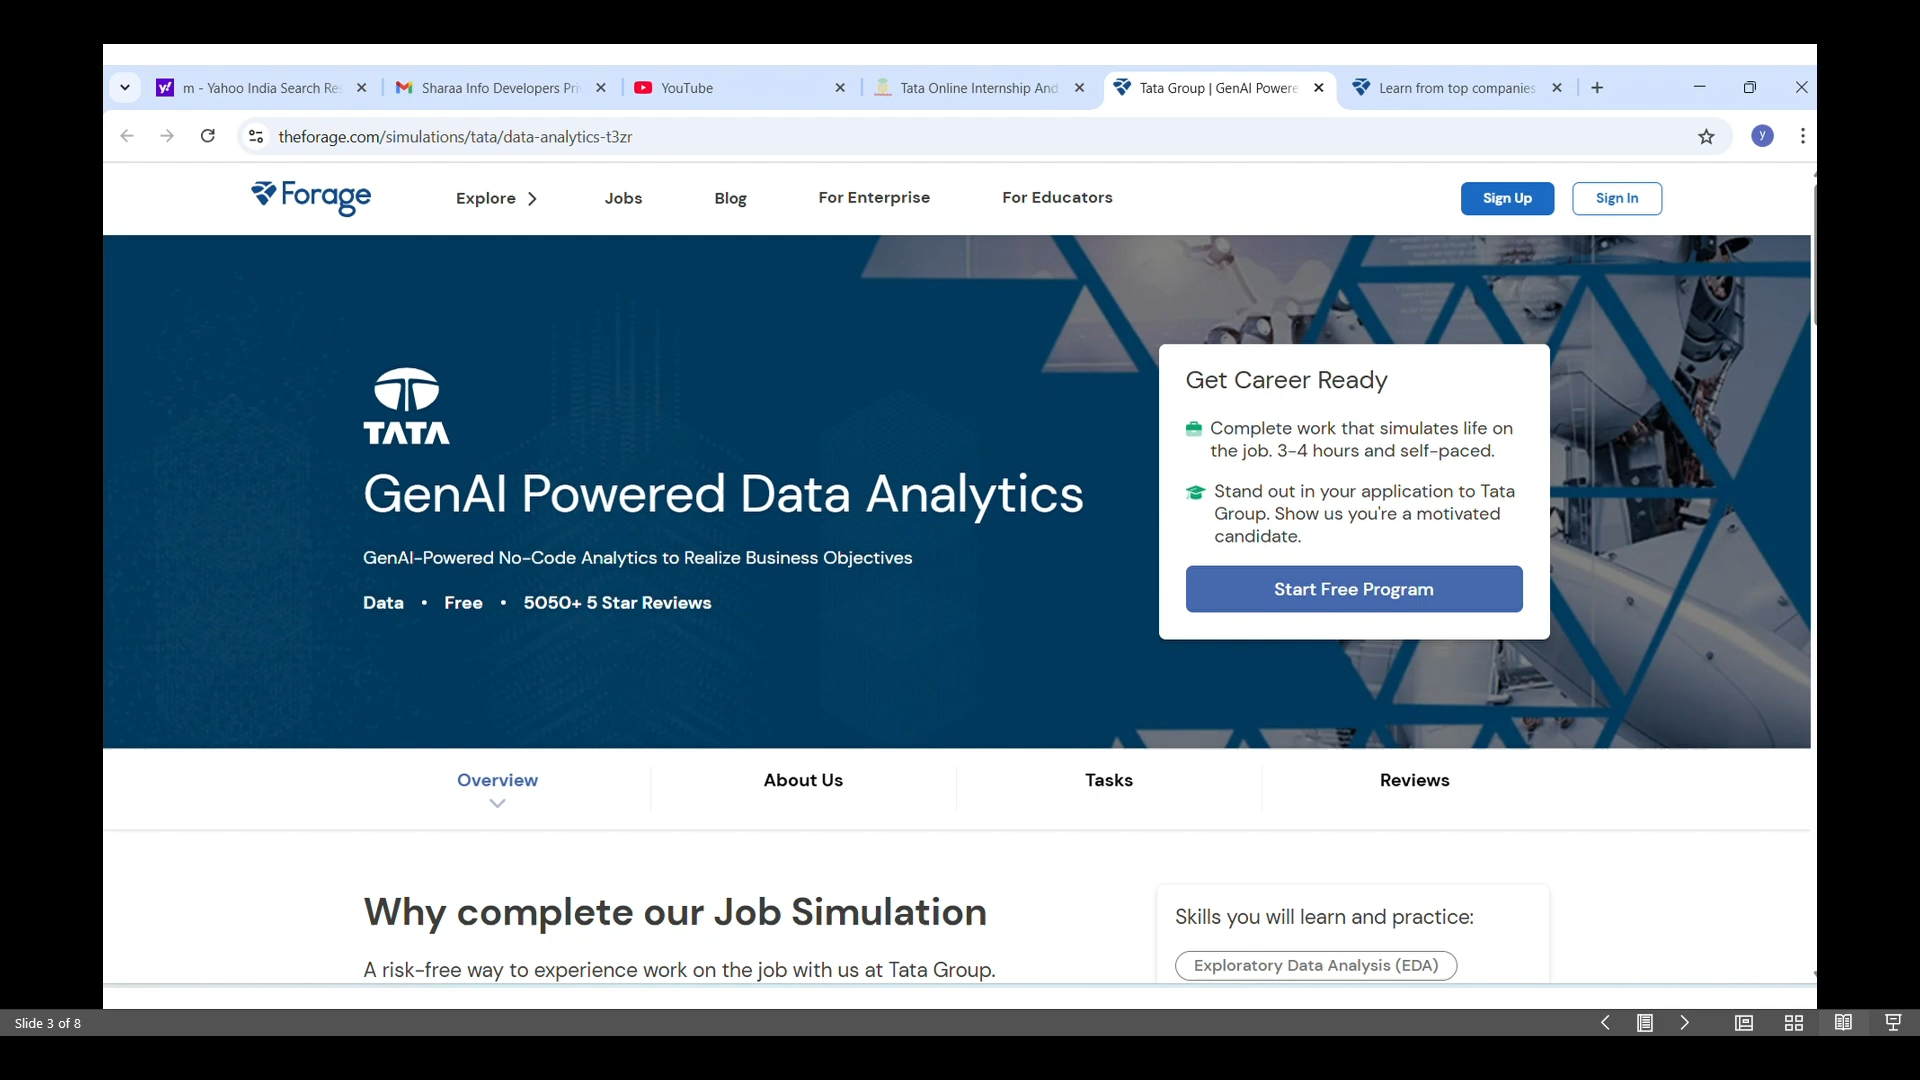 m - Yahoo India Search Re
Sharaa Info Developers Pri
YouTube
Tata Online Internship And
Tata Group | GenAI Powere
Learn from top companies
theforage.com/simulations/tata/data-analytics-t3zr
y
Forage
Explore
Jobs
Blog
For Enterprise
For Educators
Sign Up
Sign In
TATA
GenAI Powered Data Analytics
GenAI-Powered No-Code Analytics to Realize Business Objectives
Data • Free • 5050+ 5 Star Reviews
Get Career Ready
Complete work that simulates life on
the job. 3-4 hours and self-paced.
Stand out in your application to Tata
Group. Show us you're a motivated
candidate.
Start Free Program
Overview
About Us
Tasks
Reviews
Why complete our Job Simulation
A risk-free way to experience work on the job with us at Tata Group.
Skills you will learn and practice:
Exploratory Data Analysis (EDA)
Slide 3 of 8